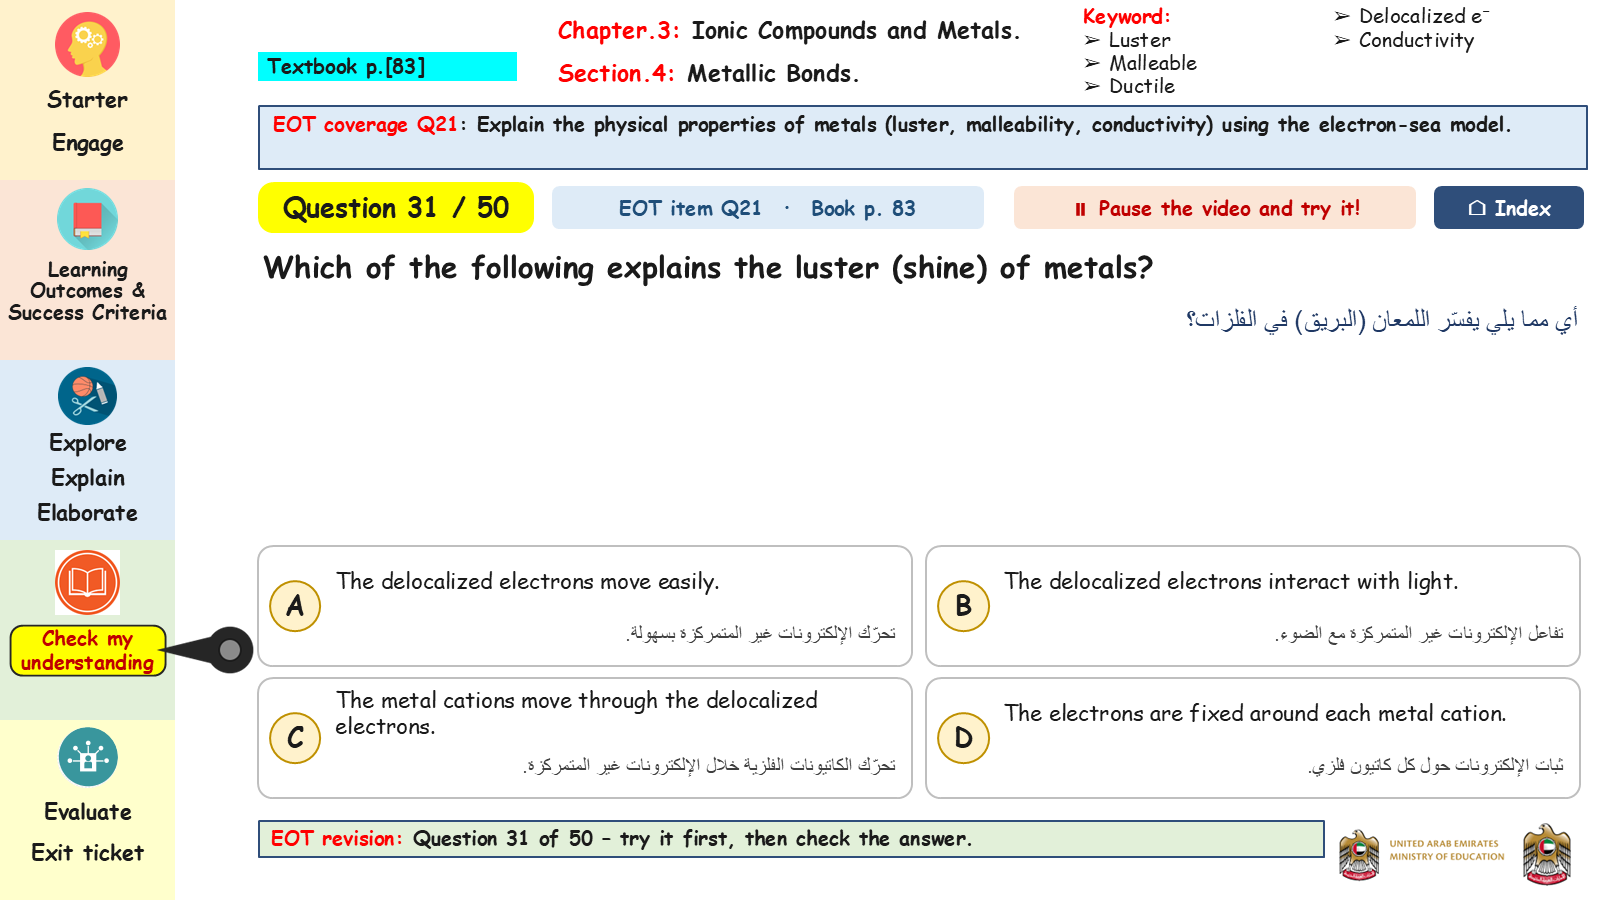 Starter
Engage
Learning
Outcomes &
Success Criteria
Explore
Explain
Elaborate
Check my
understanding
Evaluate
Exit ticket
Textbook p.[83]
Chapter.3: Ionic Compounds and Metals.
Section.4: Metallic Bonds.
Keyword:
➢ Luster
➢ Malleable
➢ Ductile
➢ Delocalized e⁻
➢ Conductivity
EOT coverage Q21: Explain the physical properties of metals (luster, malleability, conductivity) using the electron-sea model.
Question 31 / 50
EOT item Q21 · Book p. 83
⏸ Pause the video and try it!
⌂ Index
Which of the following explains the luster (shine) of metals?
أي مما يلي يفسّر اللمعان (البريق) في الفلزات؟
A
The delocalized electrons move easily.
تحرّك الإلكترونات غير المتمركزة بسهولة.
B
The delocalized electrons interact with light.
تفاعل الإلكترونات غير المتمركزة مع الضوء.
C
The metal cations move through the delocalized
electrons.
تحرّك الكاتيونات الفلزية خلال الإلكترونات غير المتمركزة.
D
The electrons are fixed around each metal cation.
ثبات الإلكترونات حول كل كاتيون فلزي.
EOT revision: Question 31 of 50 – try it first, then check the answer.
UNITED ARAB EMIRATES
MINISTRY OF EDUCATION